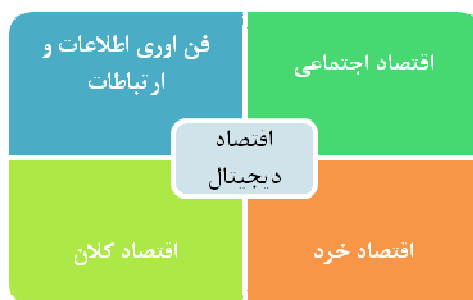 اقتصاد اجتماعی
فن اوری اطلاعات و
ارتباطات
اقتصاد
دیجیتال
اقتصاد خرد
اقتصاد کلان